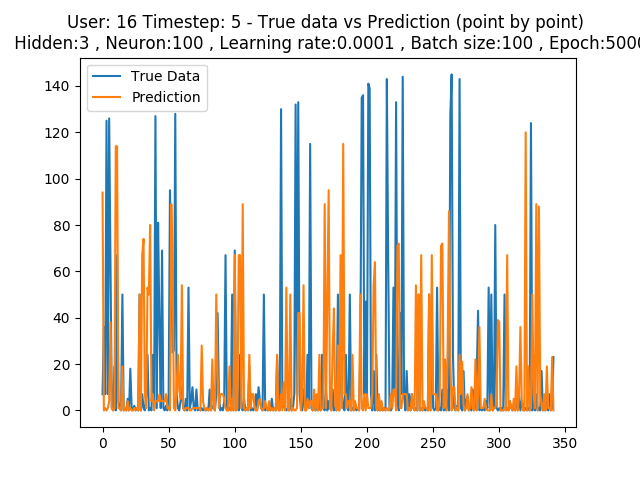 User: 16 Timestep: 5 - True data vs Prediction (point by point)
Hidden:3 , Neuron:100 , Learning rate:0.0001 , Batch size:100 , Epoch:5000
True Data
Prediction
140
120
100
80
60
40
20
0
0 50 100 150 200 250 300 350